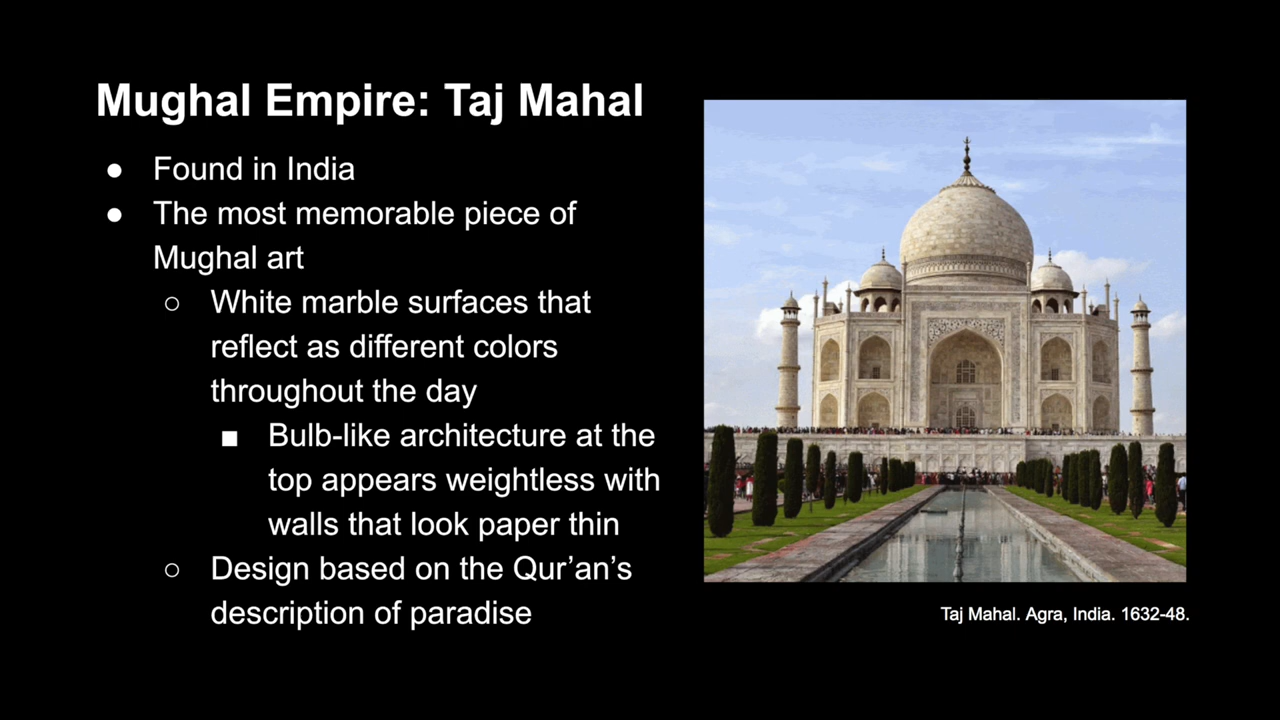 Mughal Empire: Taj Mahal
● Found in India
● The most memorable piece of
Mughal art
○ White marble surfaces that
reflect as different colors
throughout the day
■ Bulb-like architecture at the
top appears weightless with
walls that look paper thin
○ Design based on the Qur’an’s
description of paradise
Taj Mahal. Agra, India. 1632-48.